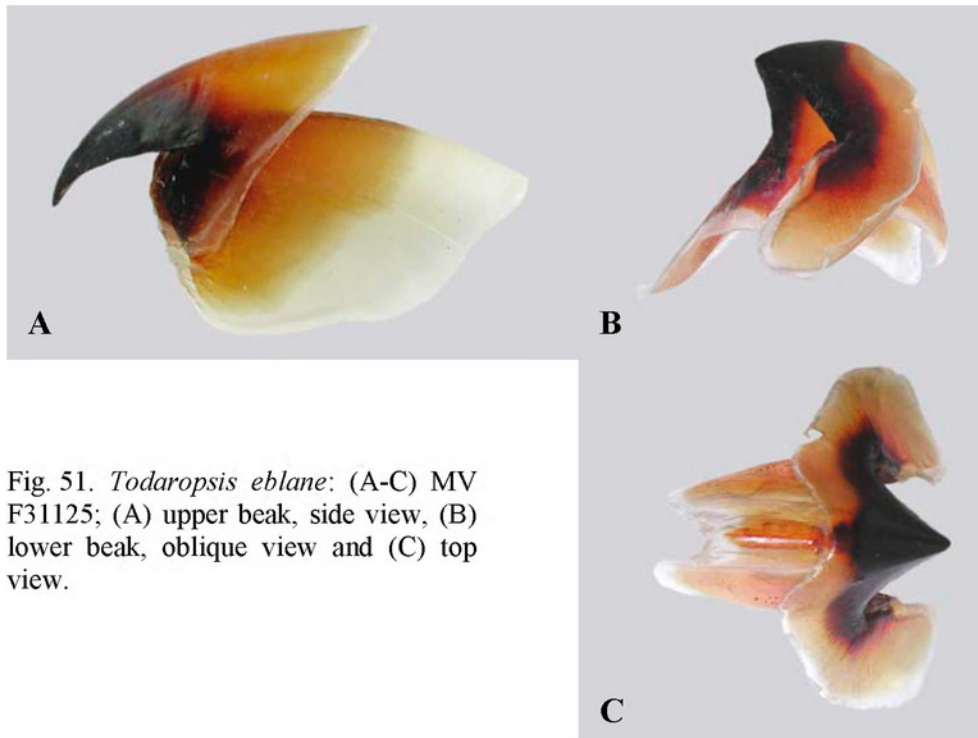 A
B
Fig. 51. Todaropsis eblane: (A-C) MV
F31125; (A) upper beak, side view, (B)
lower beak, oblique view and (C) top
view.
C